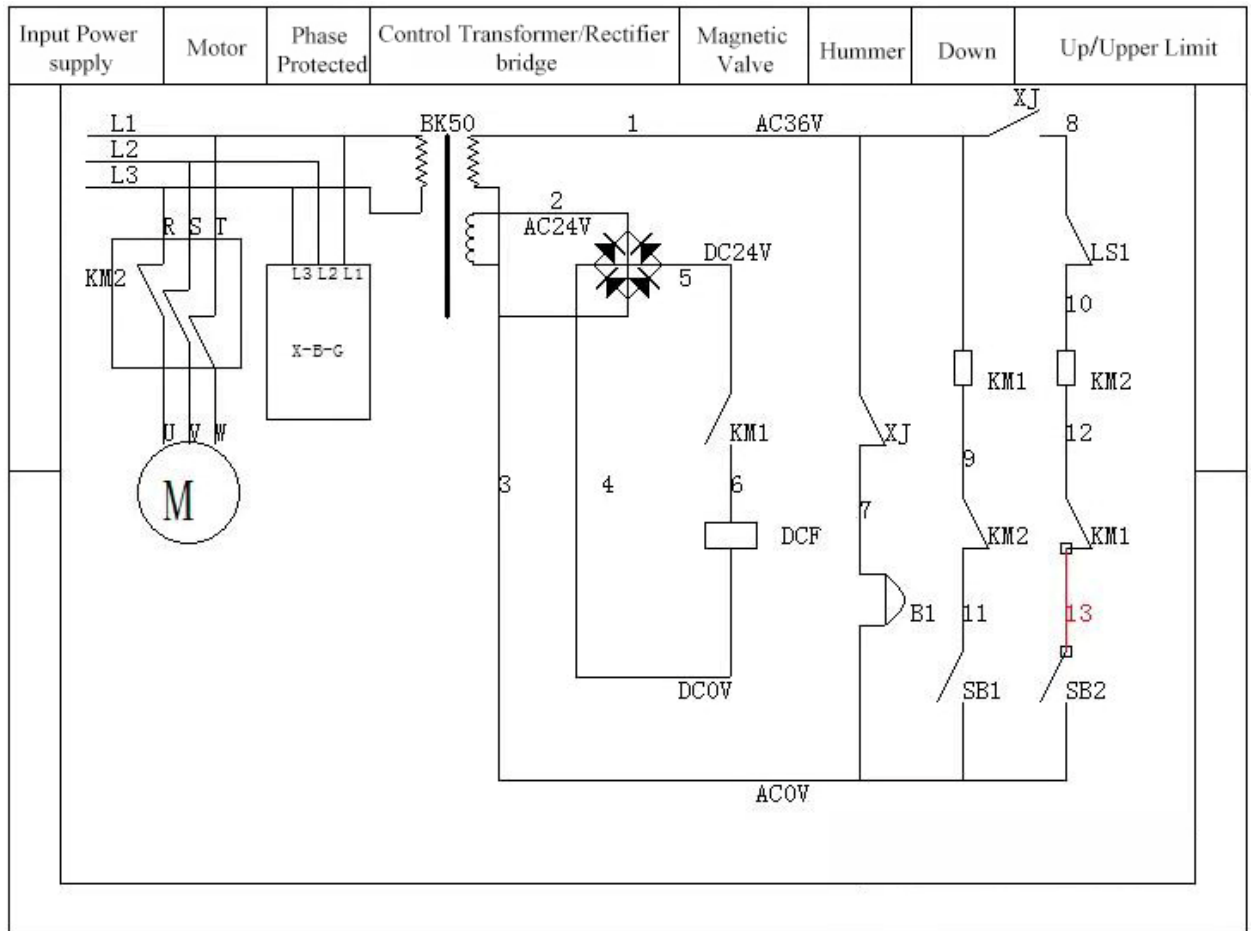 Input Power
supply
Motor
Phase
Protected
Control Transformer/Rectifier
bridge
Magnetic
Valve
Hummer
Down
Up/Upper Limit
XJ
L1
BK50
1
AC36V
8
L2
L3
2
AC24V
R S T
DC24V
LS1
KM2
L3 L2 L1
5
10
X-B-G
KM1
KM2
U V W
KM1
XJ
12
9
M
3
4
6
7
DCF
KM2
KM1
B1
11
13
SB1
SB2
DC0V
AC0V